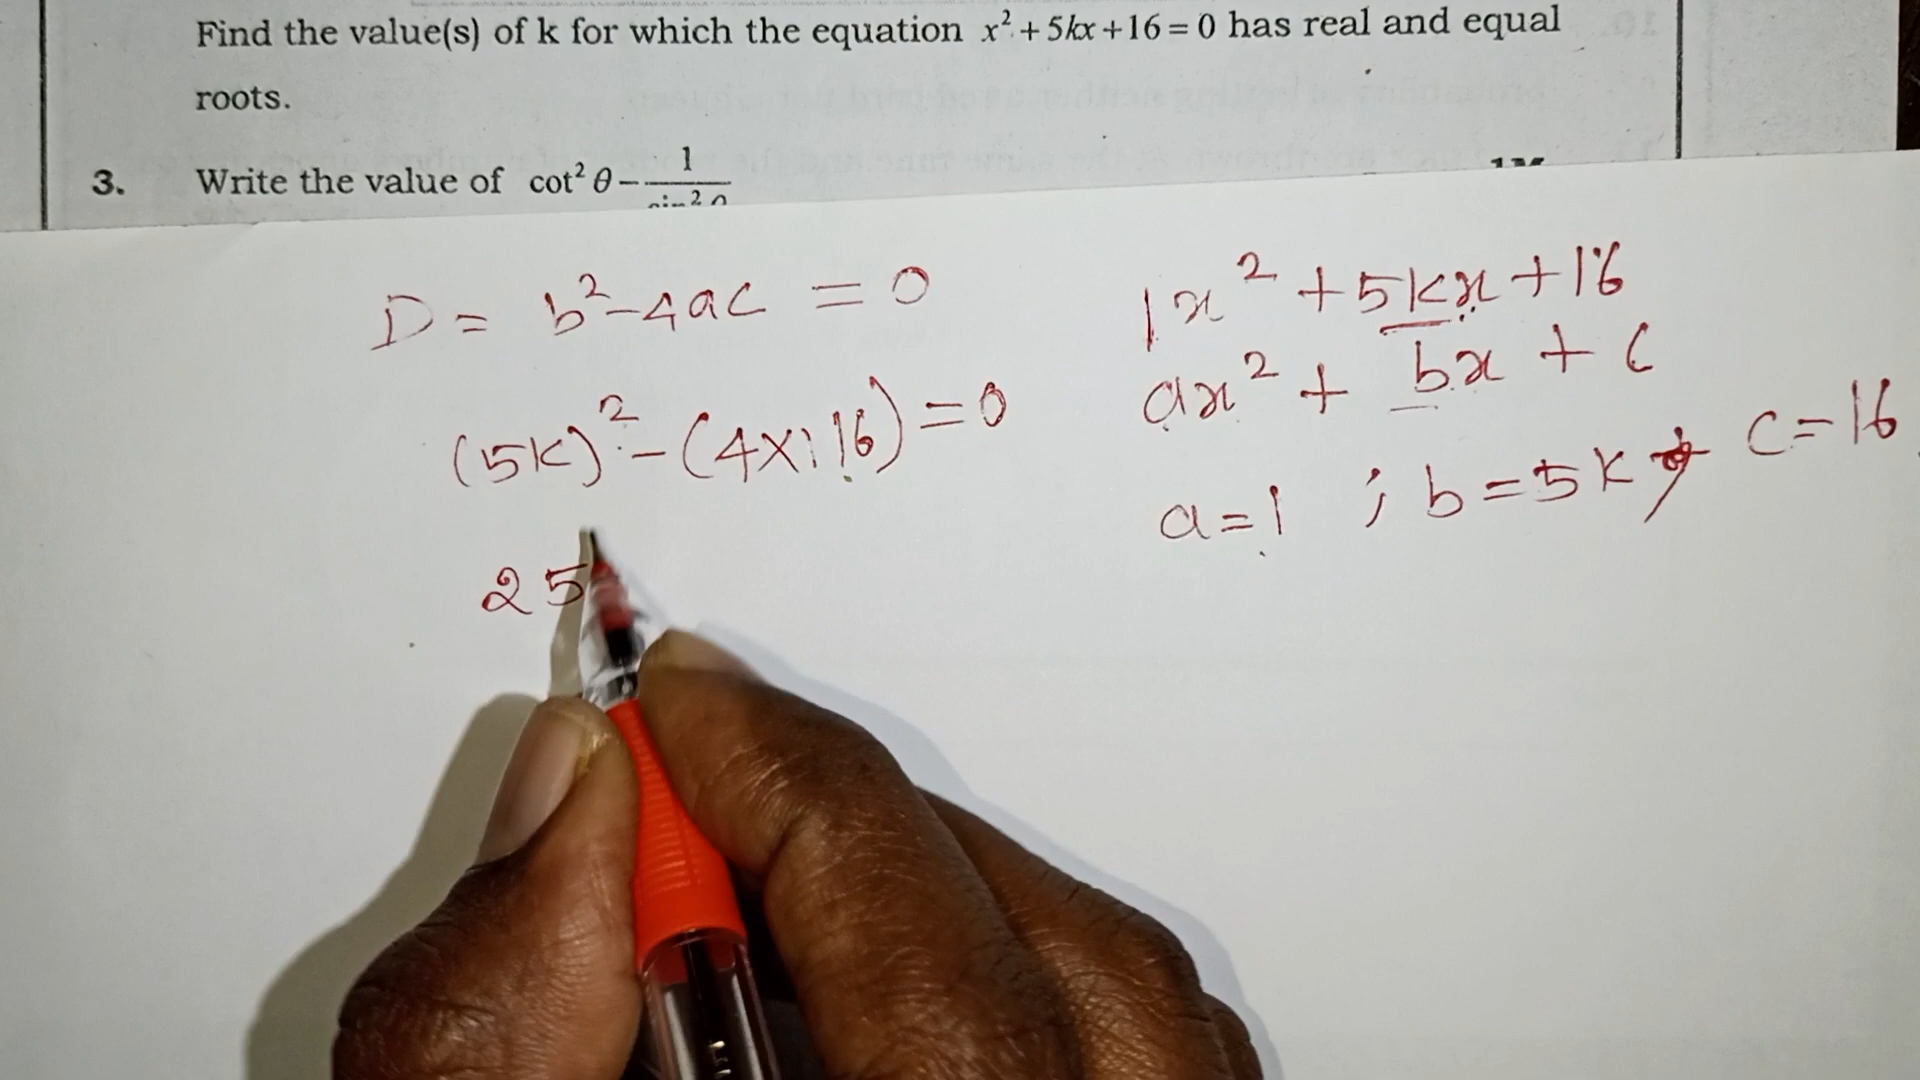 Find the value(s) of k for which the equation x² + 5kx + 16 = 0 has real and equal
roots.
3. Write the value of cot² θ − 1/sin² θ
D = b² − 4ac = 0
(5k)² − (4×1 16) = 0
25
1x² + 5kx + 16
ax² + bx + c
a = 1 ; b = 5k, c = 16